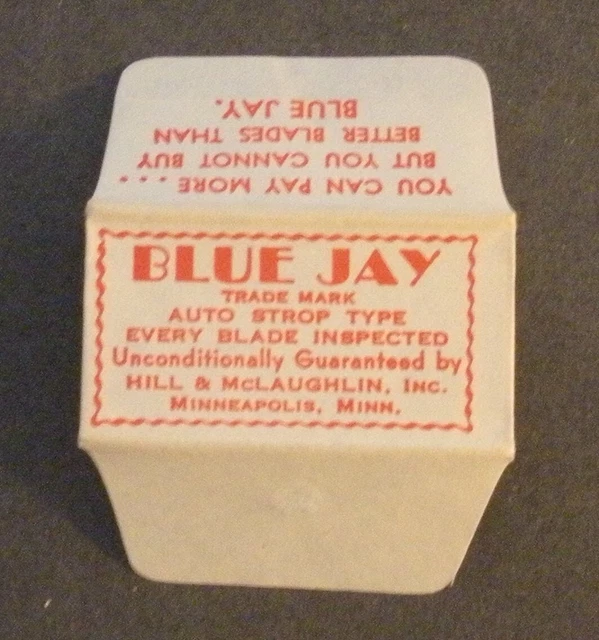 YOU CAN PAY MORE . . .
BUT YOU CANNOT BUY
BETTER BLADES THAN
BLUE JAY.
BLUE JAY
TRADE MARK
AUTO STROP TYPE
EVERY BLADE INSPECTED
Unconditionally Guaranteed by
HILL & McLAUGHLIN, INC.
MINNEAPOLIS, MINN.